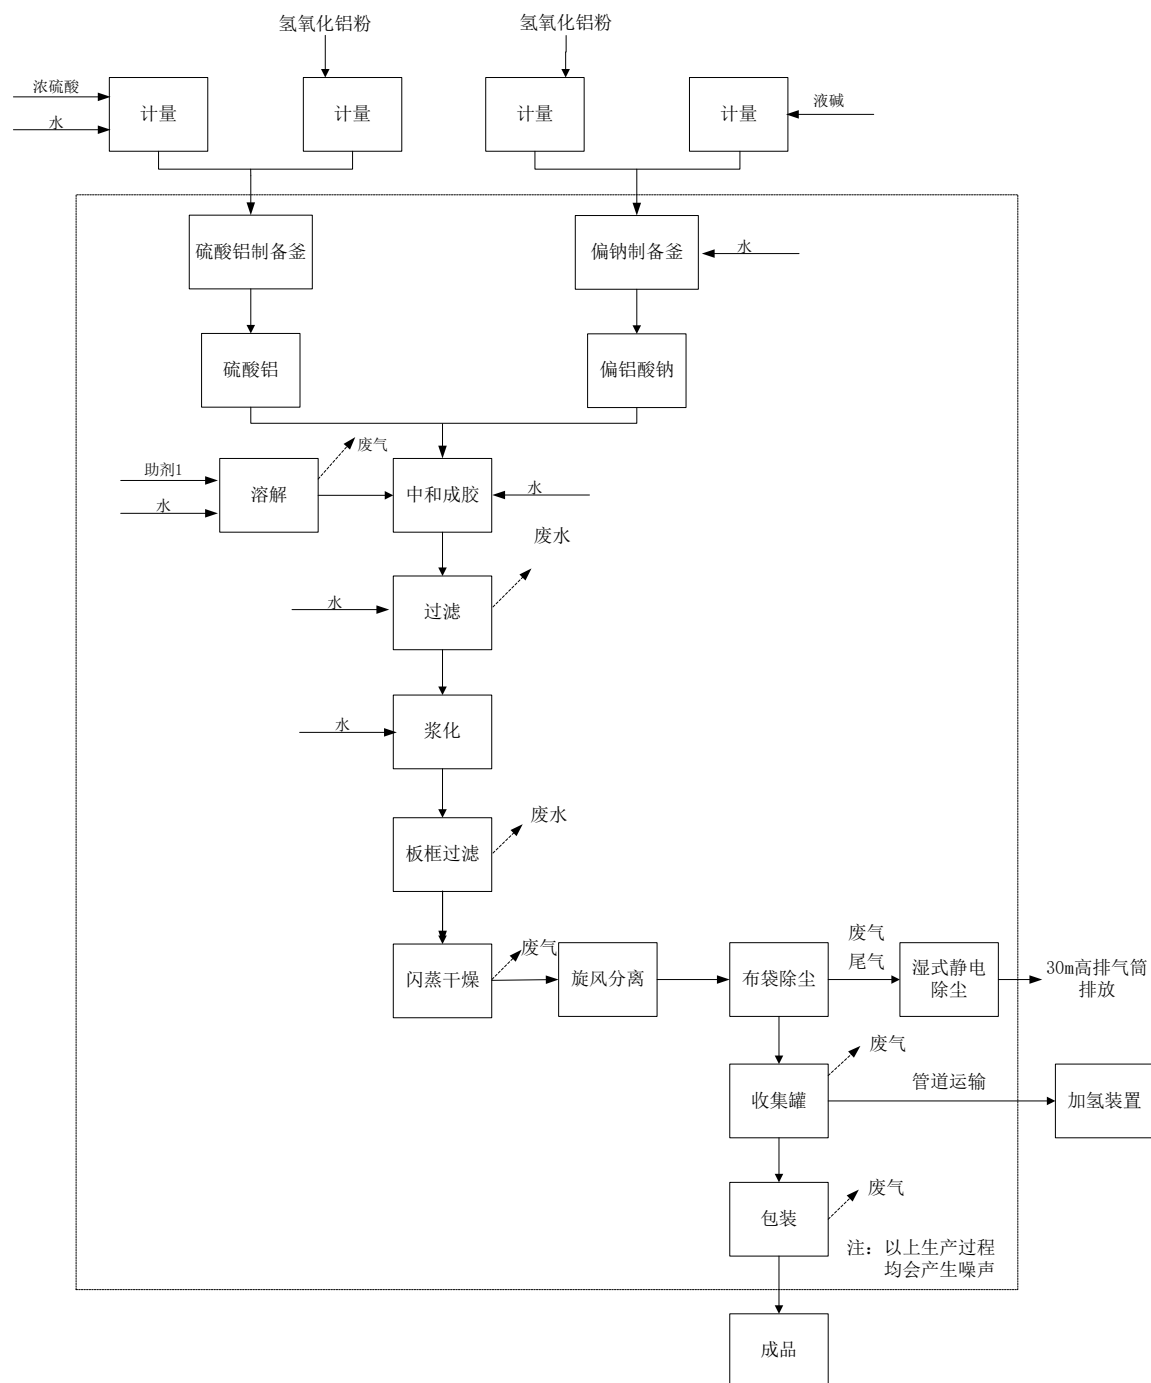 氢氧化铝粉
氢氧化铝粉
浓硫酸
水
计量
计量
计量
计量
液碱
硫酸铝制备釜
偏钠制备釜
水
硫酸铝
偏铝酸钠
废气
助剂1
水
溶解
中和成胶
水
废水
水
过滤
水
浆化
废水
板框过滤
闪蒸干燥
废气
旋风分离
布袋除尘
废气
尾气
湿式静电
除尘
30m高排气筒
排放
废气
收集罐
管道运输
加氢装置
包装
废气
注：以上生产过程
均会产生噪声
成品